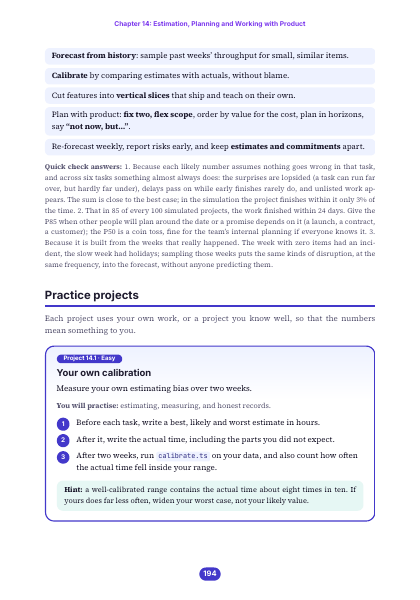 Chapter 14: Estimation, Planning and Working with Product
Forecast from history: sample past weeks’ throughput for small, similar items.
Calibrate by comparing estimates with actuals, without blame.
Cut features into vertical slices that ship and teach on their own.
Plan with product: fix two, flex scope, order by value for the cost, plan in horizons,
say “not now, but…”.
Re-forecast weekly, report risks early, and keep estimates and commitments apart.
Quick check answers: 1. Because each likely number assumes nothing goes wrong in that task,
and across six tasks something almost always does: the surprises are lopsided (a task can run far
over, but hardly far under), delays pass on while early finishes rarely do, and unlisted work ap-
pears. The sum is close to the best case; in the simulation the project finishes within it only 3% of
the time. 2. That in 85 of every 100 simulated projects, the work finished within 24 days. Give the
P85 when other people will plan around the date or a promise depends on it (a launch, a contract,
a customer); the P50 is a coin toss, fine for the team’s internal planning if everyone knows it. 3.
Because it is built from the weeks that really happened. The week with zero items had an inci-
dent, the slow week had holidays; sampling those weeks puts the same kinds of disruption, at the
same frequency, into the forecast, without anyone predicting them.
Practice projects
Each project uses your own work, or a project you know well, so that the numbers
mean something to you.
Project 14.1 · Easy
Your own calibration
Measure your own estimating bias over two weeks.
You will practise: estimating, measuring, and honest records.
1 Before each task, write a best, likely and worst estimate in hours.
2 After it, write the actual time, including the parts you did not expect.
3 After two weeks, run calibrate.ts on your data, and also count how often
the actual time fell inside your range.
Hint: a well-calibrated range contains the actual time about eight times in ten. If
yours does far less often, widen your worst case, not your likely value.
194